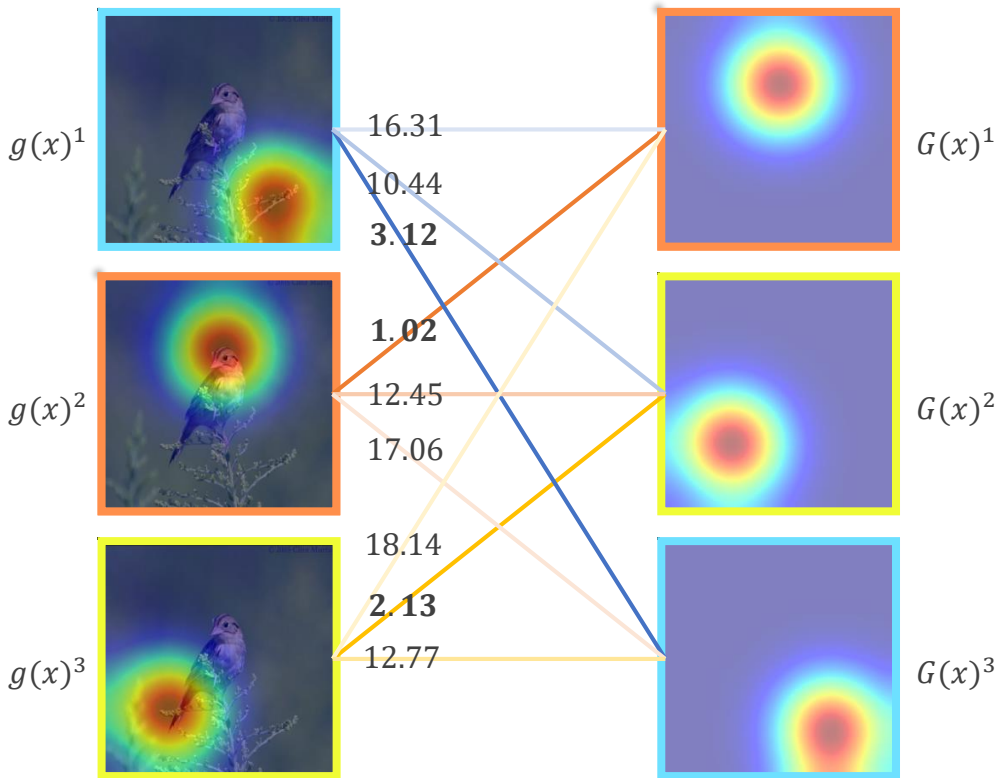 g(x)¹
g(x)²
g(x)³
16.31
10.44
3.12
1.02
12.45
17.06
18.14
2.13
12.77
G(x)¹
G(x)²
G(x)³